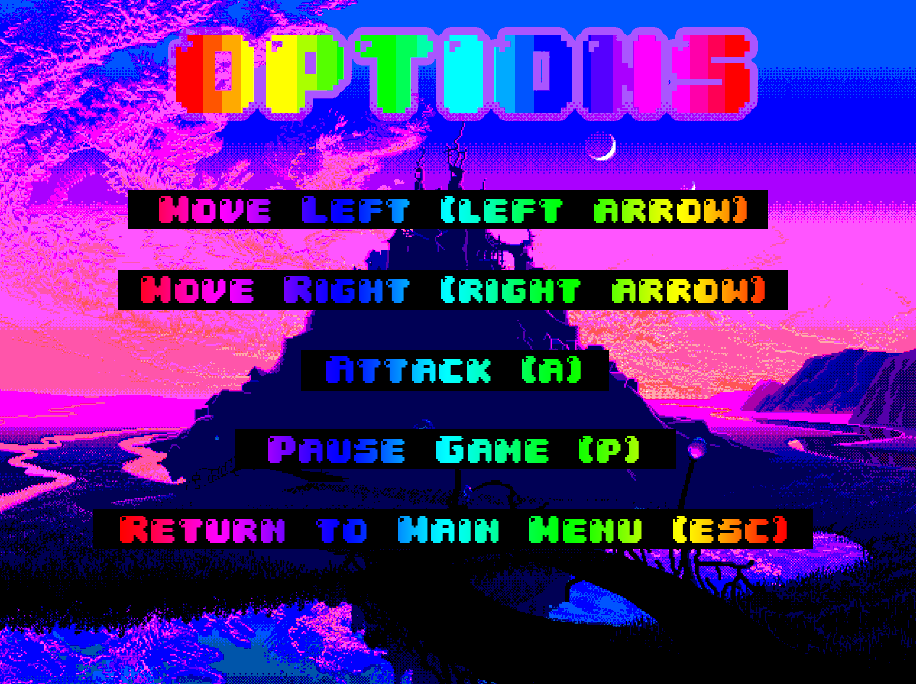 OPTIONS
Move Left (Left Arrow)
Move Right (Right Arrow)
Attack (A)
Pause Game (P)
Return to Main Menu (Esc)